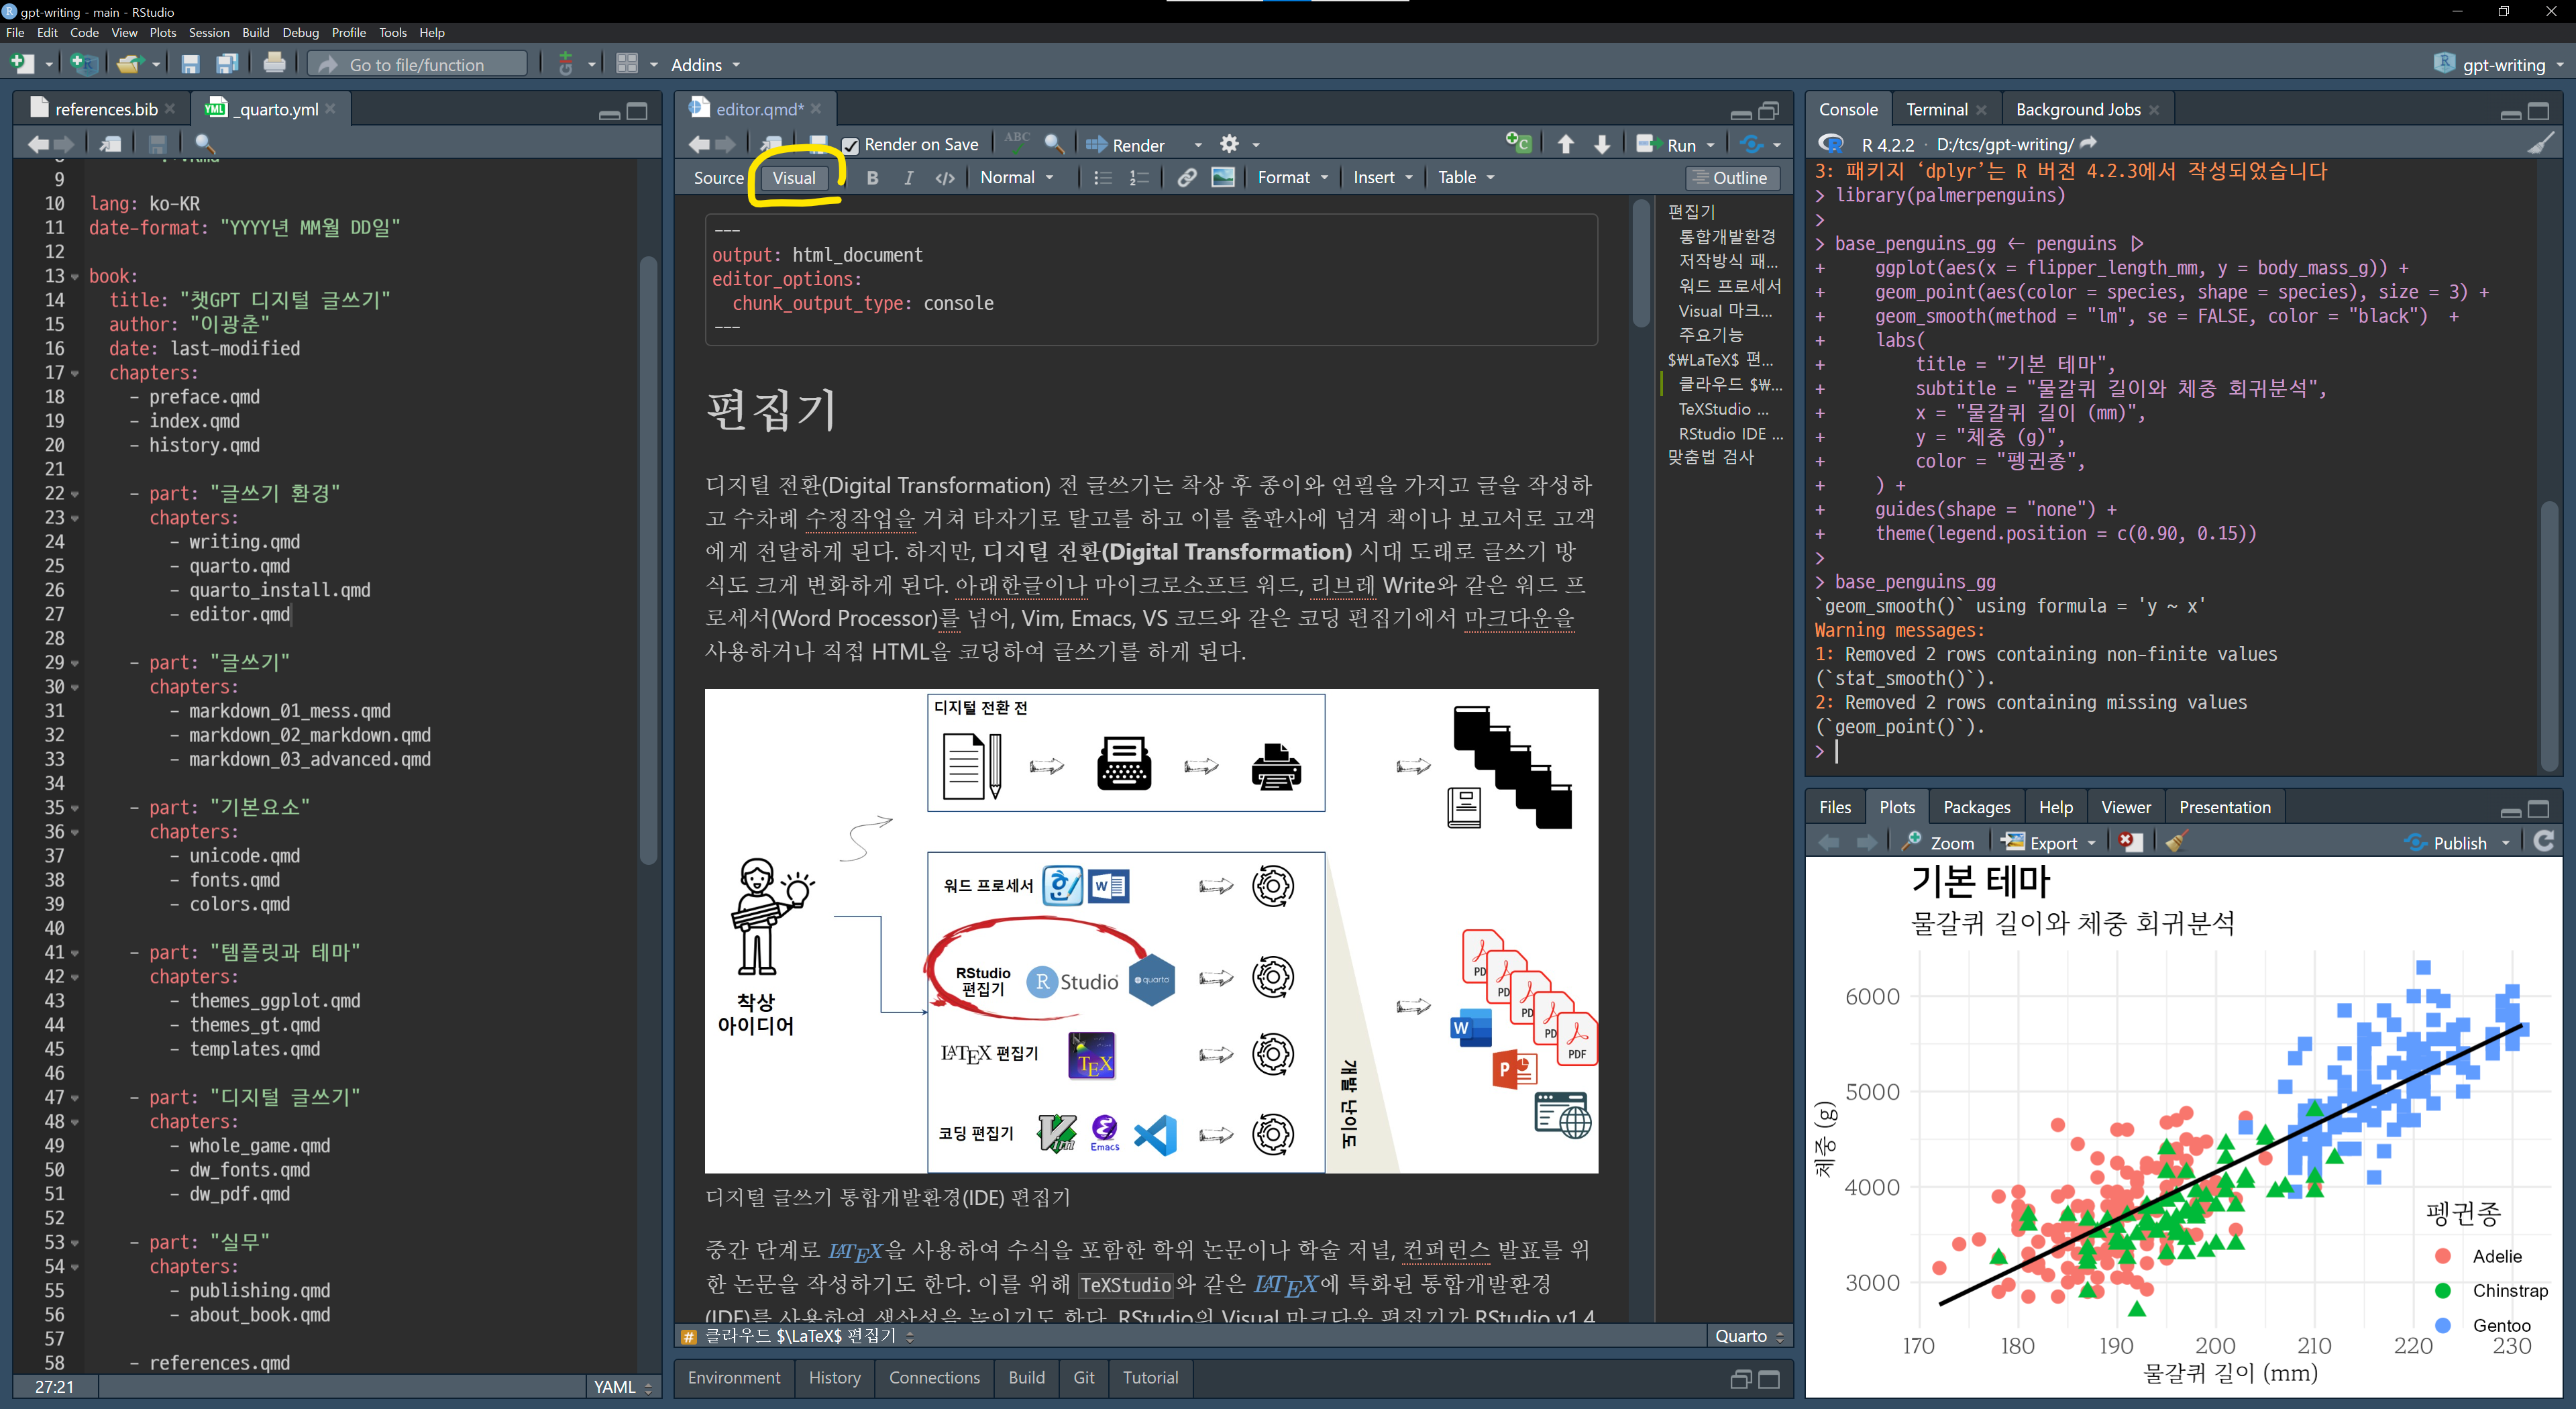 gpt-writing - main - RStudio
File Edit Code View Plots Session Build Debug Profile Tools Help
Go to file/function Addins gpt-writing
references.bib _quarto.yml
9
10 lang: ko-KR
11 date-format: "YYYY년 MM월 DD일"
12
13 book:
14 title: "챗GPT 디지털 글쓰기"
15 author: "이광춘"
16 date: last-modified
17 chapters:
18 - preface.qmd
19 - index.qmd
20 - history.qmd
21
22 - part: "글쓰기 환경"
23 chapters:
24 - writing.qmd
25 - quarto.qmd
26 - quarto_install.qmd
27 - editor.qmd
28
29 - part: "글쓰기"
30 chapters:
31 - markdown_01_mess.qmd
32 - markdown_02_markdown.qmd
33 - markdown_03_advanced.qmd
34
35 - part: "기본요소"
36 chapters:
37 - unicode.qmd
38 - fonts.qmd
39 - colors.qmd
40
41 - part: "템플릿과 테마"
42 chapters:
43 - themes_ggplot.qmd
44 - themes_gt.qmd
45 - templates.qmd
46
47 - part: "디지털 글쓰기"
48 chapters:
49 - whole_game.qmd
50 - dw_fonts.qmd
51 - dw_pdf.qmd
52
53 - part: "실무"
54 chapters:
55 - publishing.qmd
56 - about_book.qmd
57
58 - references.qmd
27:21 YAML
editor.qmd*
Render on Save ABC Render Run
Source Visual B I </> Normal Format Insert Table Outline
---
output: html_document
editor_options:
chunk_output_type: console
---
편집기
디지털 전환(Digital Transformation) 전 글쓰기는 착상 후 종이와 연필을 가지고 글을 작성하
고 수차례 수정작업을 거쳐 타자기로 탈고를 하고 이를 출판사에 넘겨 책이나 보고서로 고객
에게 전달하게 된다. 하지만, 디지털 전환(Digital Transformation) 시대 도래로 글쓰기 방
식도 크게 변화하게 된다. 아래한글이나 마이크로소프트 워드, 리브레 Write와 같은 워드 프
로세서(Word Processor)를 넘어, Vim, Emacs, VS 코드와 같은 코딩 편집기에서 마크다운을
사용하거나 직접 HTML을 코딩하여 글쓰기를 하게 된다.
디지털 전환 전
착상
아이디어
워드 프로세서 W
RStudio
편집기 R Studio quarto
LATEX 편집기 TEX
코딩 편집기 Vim Emacs
개발 난이도
PDF
W
P
디지털 글쓰기 통합개발환경(IDE) 편집기
중간 단계로 LATEX을 사용하여 수식을 포함한 학위 논문이나 학술 저널, 컨퍼런스 발표를 위
한 논문을 작성하기도 한다. 이를 위해 TeXStudio와 같은 LATEX에 특화된 통합개발환경
(IDE)를 사용하여 생산성을 높이기도 한다. RStudio의 Visual 마크다운 편집기가 RStudio v1.4
클라우드 $\LaTeX$ 편집기 Quarto
편집기
통합개발환경
저작방식 패...
워드 프로세서
Visual 마크...
주요기능
$₩LaTeX$ 편...
클라우드 $₩...
TeXStudio ...
RStudio IDE ...
맞춤법 검사
Environment History Connections Build Git Tutorial
Console Terminal Background Jobs
R 4.2.2 · D:/tcs/gpt-writing/
3: 패키지 ‘dplyr’는 R 버전 4.2.3에서 작성되었습니다
> library(palmerpenguins)
>
> base_penguins_gg <- penguins |>
+ ggplot(aes(x = flipper_length_mm, y = body_mass_g)) +
+ geom_point(aes(color = species, shape = species), size = 3) +
+ geom_smooth(method = "lm", se = FALSE, color = "black") +
+ labs(
+ title = "기본 테마",
+ subtitle = "물갈퀴 길이와 체중 회귀분석",
+ x = "물갈퀴 길이 (mm)",
+ y = "체중 (g)",
+ color = "펭귄종",
+ ) +
+ guides(shape = "none") +
+ theme(legend.position = c(0.90, 0.15))
>
> base_penguins_gg
`geom_smooth()` using formula = 'y ~ x'
Warning messages:
1: Removed 2 rows containing non-finite values
(`stat_smooth()`).
2: Removed 2 rows containing missing values
(`geom_point()`).
>
Files Plots Packages Help Viewer Presentation
Zoom Export Publish
기본 테마
물갈퀴 길이와 체중 회귀분석
6000
5000
4000
3000
체중 (g)
펭귄종
Adelie
Chinstrap
Gentoo
170 180 190 200 210 220 230
물갈퀴 길이 (mm)